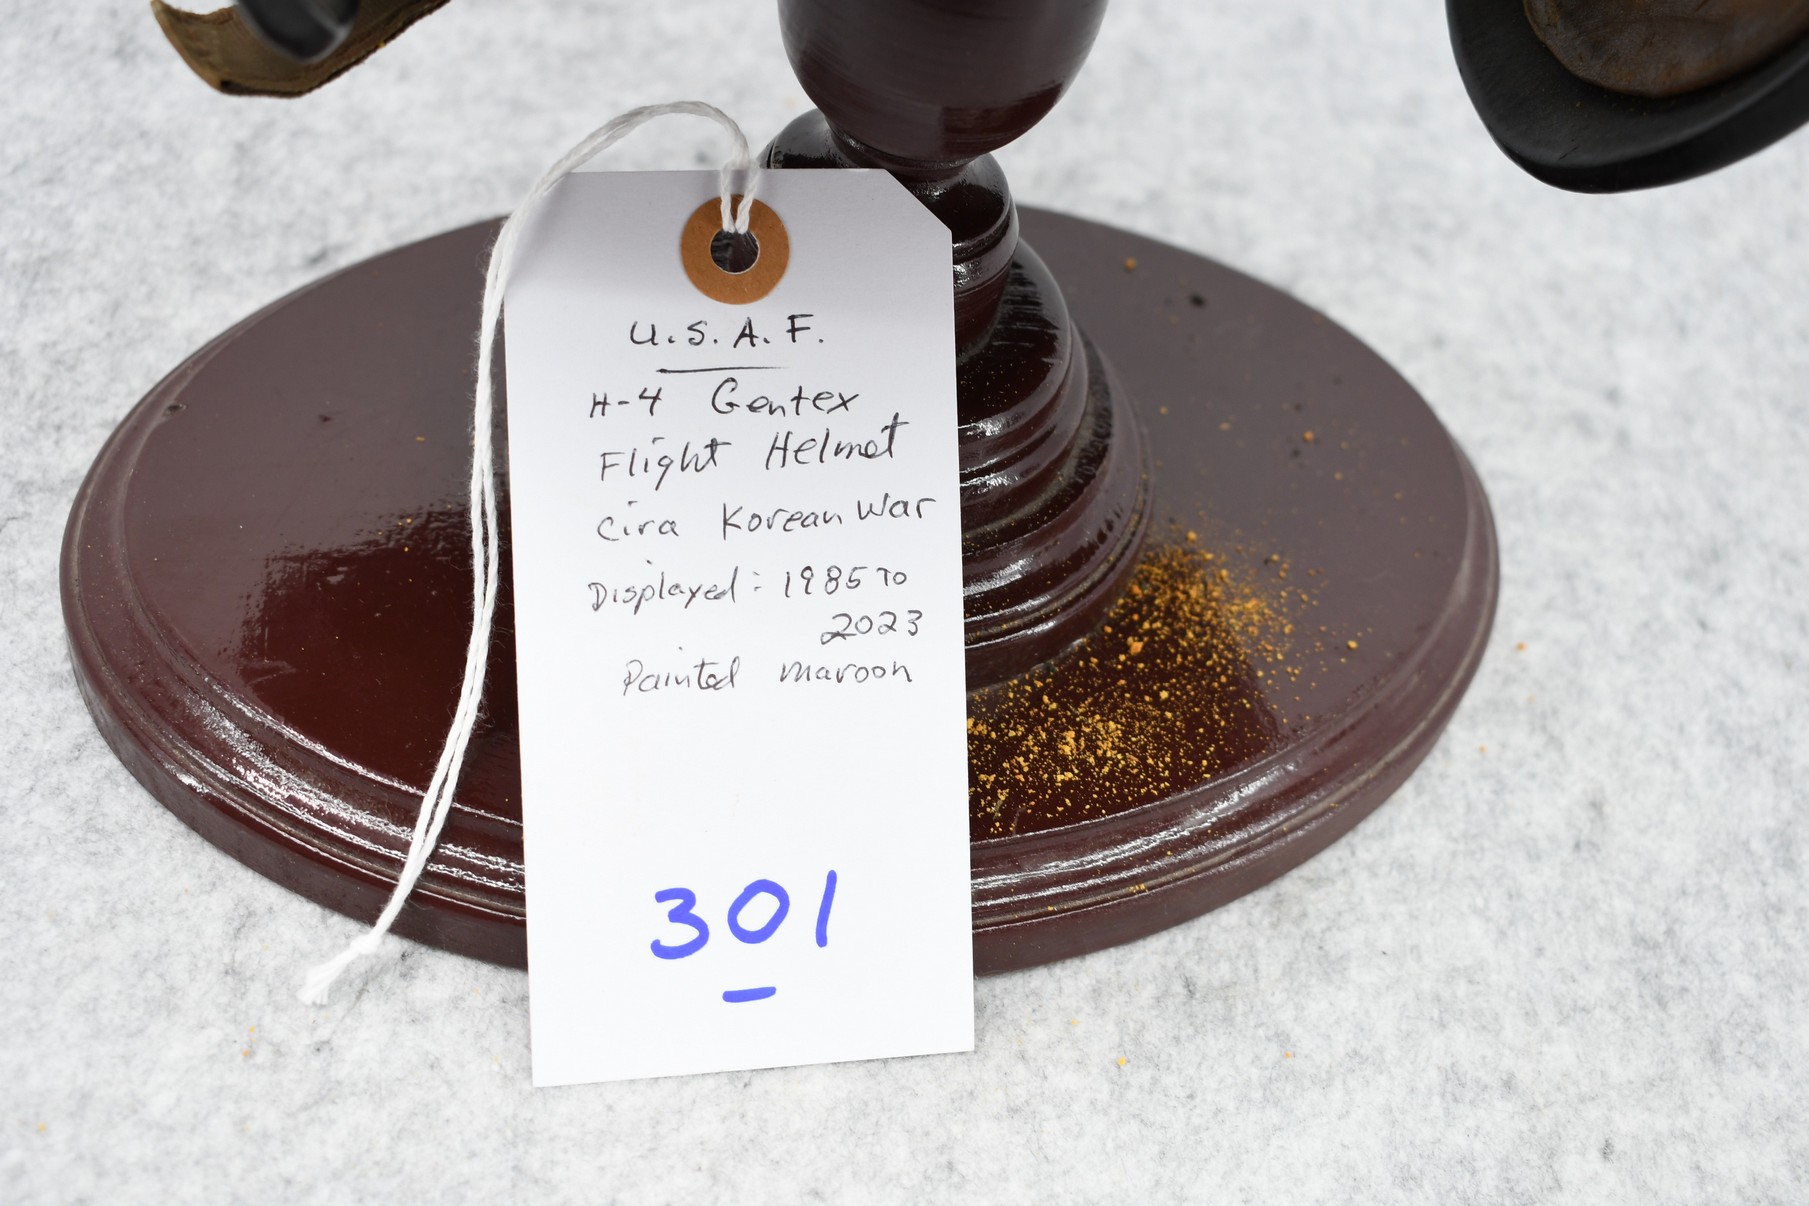 U.S.A.F.
H-4 Gentex
Flight Helmet
Cira Korean War
Displayed: 1985 TO
2023
Painted maroon
301